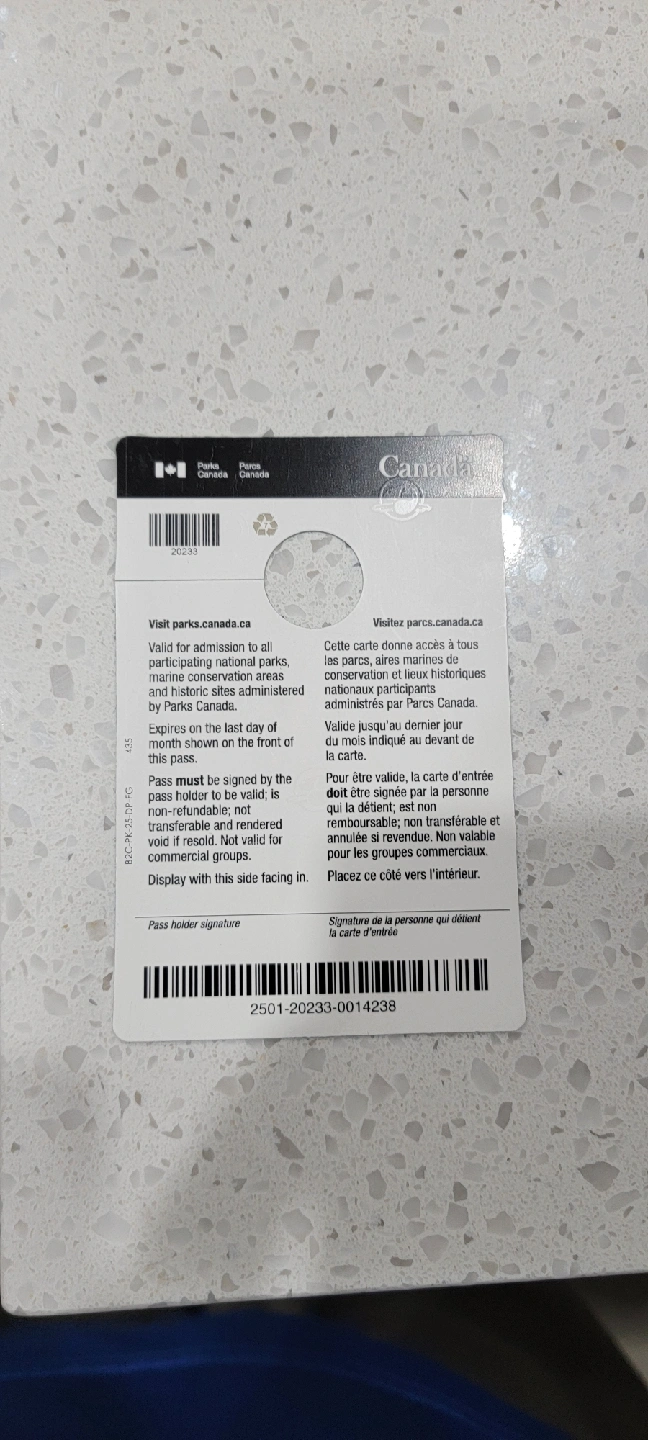 Parks Canada
Parcs Canada
Canada
20233
Visit parks.canada.ca
Valid for admission to all
participating national parks,
marine conservation areas
and historic sites administered
by Parks Canada.
Expires on the last day of
month shown on the front of
this pass.
Pass must be signed by the
pass holder to be valid; is
non-refundable; not
transferable and rendered
void if resold. Not valid for
commercial groups.
Display with this side facing in.
Visitez parcs.canada.ca
Cette carte donne accès à tous
les parcs, aires marines de
conservation et lieux historiques
nationaux participants
administrés par Parcs Canada.
Valide jusqu'au dernier jour
du mois indiqué au devant de
la carte.
Pour être valide, la carte d'entrée
doit être signée par la personne
qui la détient; est non
remboursable; non transférable et
annulée si revendue. Non valable
pour les groupes commerciaux.
Placez ce côté vers l'intérieur.
B2C-PK-25-DP-FG 435
Pass holder signature
Signature de la personne qui détient
la carte d'entrée
2501-20233-0014238